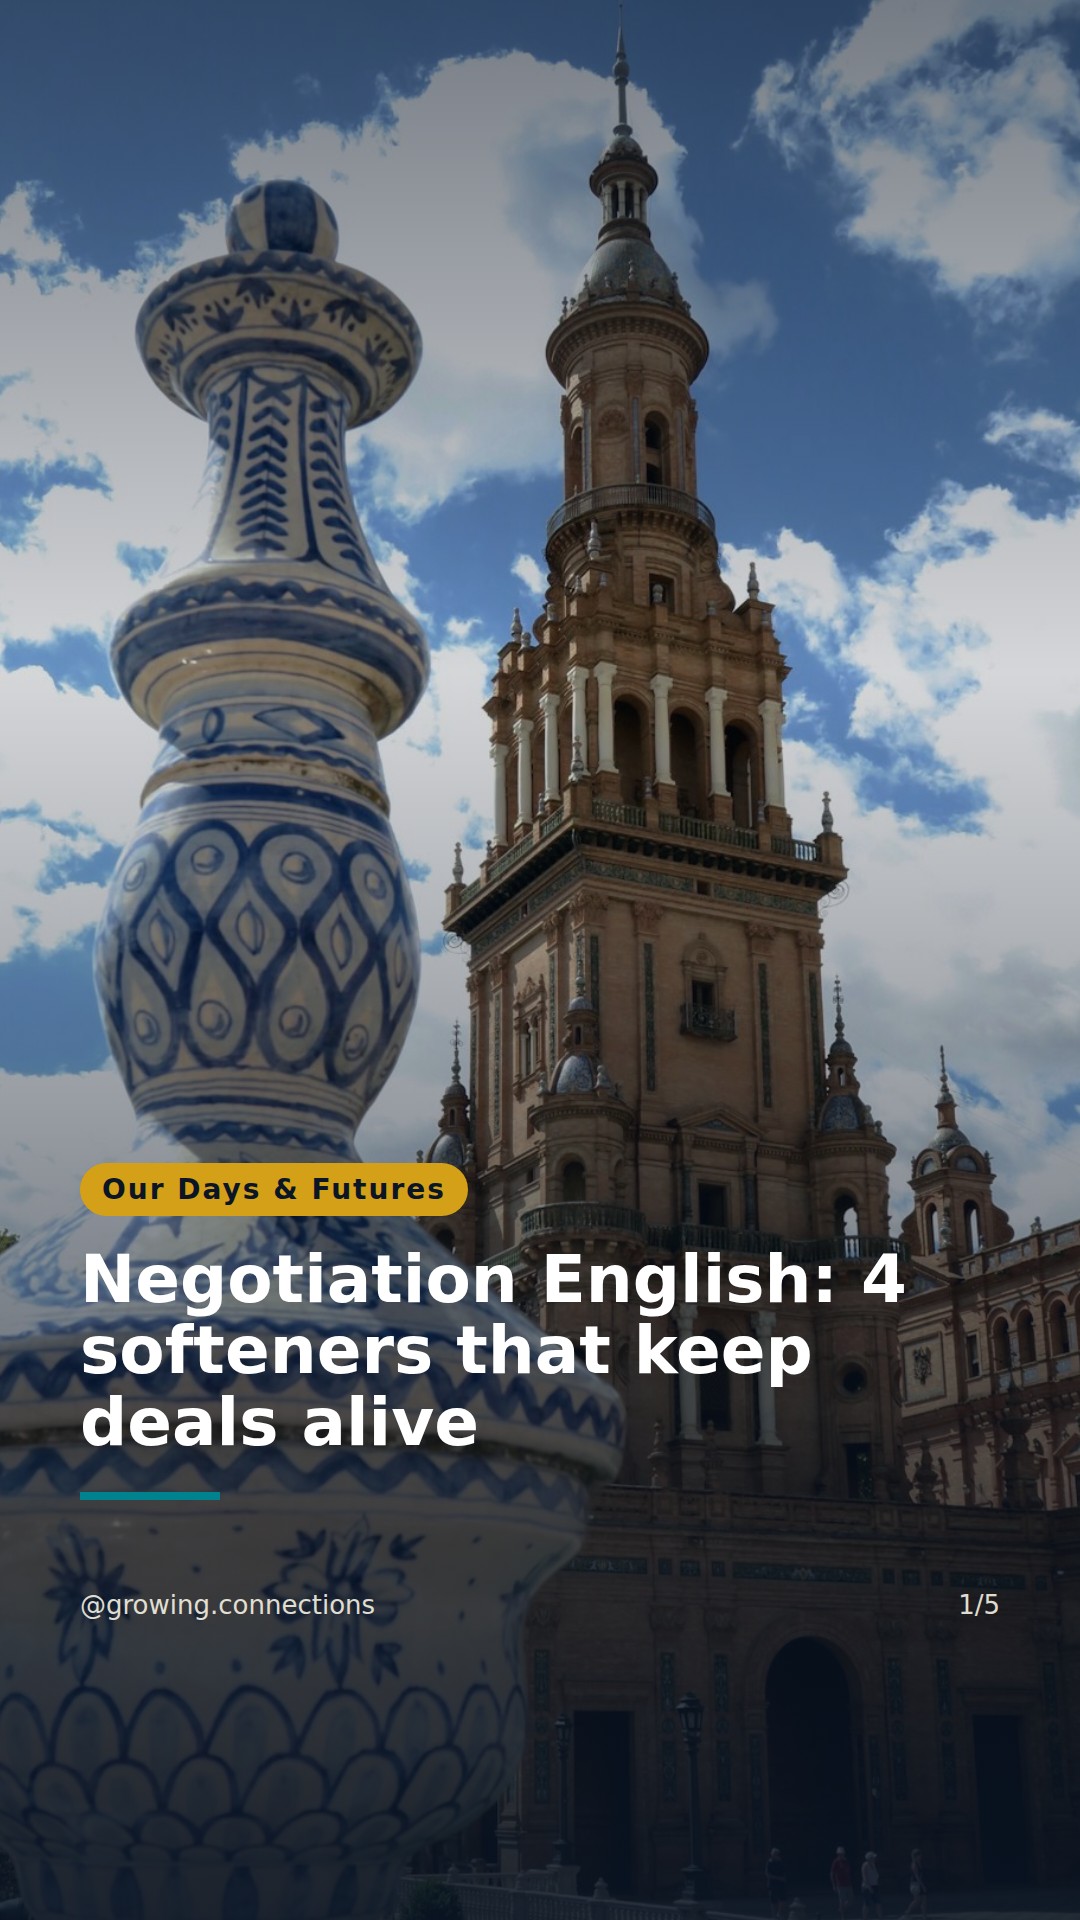 Our Days & Futures
Negotiation English: 4
softeners that keep
deals alive
@growing.connections
1/5